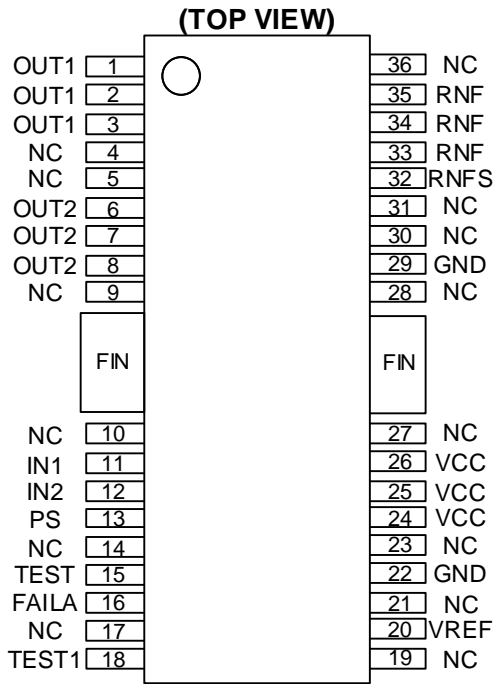 (TOP VIEW)
OUT1 1 36 NC
OUT1 2 35 RNF
OUT1 3 34 RNF
NC 4 33 RNF
NC 5 32 RNFS
OUT2 6 31 NC
OUT2 7 30 NC
OUT2 8 29 GND
NC 9 28 NC
FIN FIN
NC 10 27 NC
IN1 11 26 VCC
IN2 12 25 VCC
PS 13 24 VCC
NC 14 23 NC
TEST 15 22 GND
FAILA 16 21 NC
NC 17 20 VREF
TEST1 18 19 NC